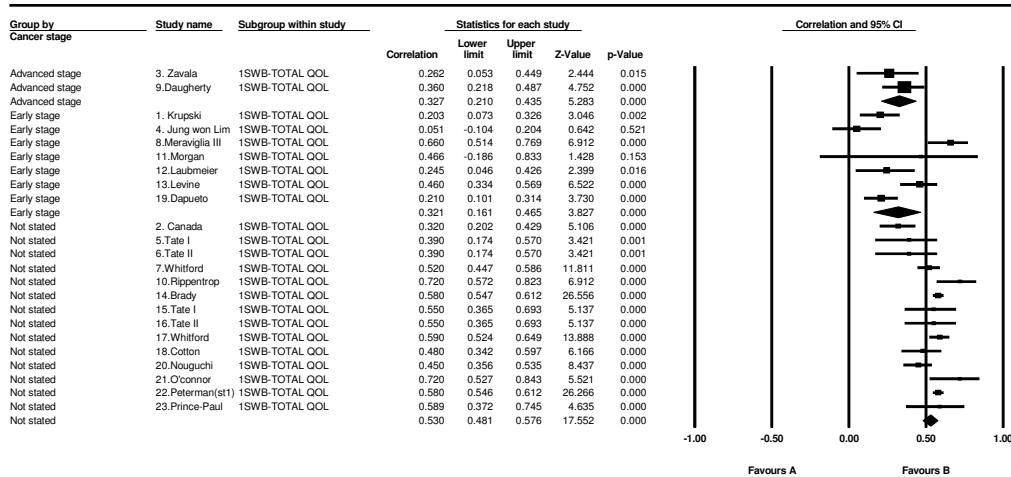 Group by Study name Subgroup within study Statistics for each study Correlation and 95% CI
Cancer stage
Correlation Lower limit Upper limit Z-Value p-Value
Advanced stage 3. Zavala 1SWB-TOTAL QOL 0.262 0.053 0.449 2.444 0.015
Advanced stage 9.Daugherty 1SWB-TOTAL QOL 0.360 0.218 0.487 4.752 0.000
Advanced stage 0.327 0.210 0.435 5.283 0.000
Early stage 1. Krupski 1SWB-TOTAL QOL 0.203 0.073 0.326 3.046 0.002
Early stage 4. Jung won Lim 1SWB-TOTAL QOL 0.051 -0.104 0.204 0.642 0.521
Early stage 8.Meraviglia III 1SWB-TOTAL QOL 0.660 0.514 0.769 6.912 0.000
Early stage 11.Morgan 1SWB-TOTAL QOL 0.466 -0.186 0.833 1.428 0.153
Early stage 12.Laubmeier 1SWB-TOTAL QOL 0.245 0.046 0.426 2.399 0.016
Early stage 13.Levine 1SWB-TOTAL QOL 0.460 0.334 0.569 6.522 0.000
Early stage 19.Dapueto 1SWB-TOTAL QOL 0.210 0.101 0.314 3.730 0.000
Early stage 0.321 0.161 0.465 3.827 0.000
Not stated 2. Canada 1SWB-TOTAL QOL 0.320 0.202 0.429 5.106 0.000
Not stated 5.Tate I 1SWB-TOTAL QOL 0.390 0.174 0.570 3.421 0.001
Not stated 6.Tate II 1SWB-TOTAL QOL 0.390 0.174 0.570 3.421 0.001
Not stated 7.Whitford 1SWB-TOTAL QOL 0.520 0.447 0.586 11.811 0.000
Not stated 10.Rippentrop 1SWB-TOTAL QOL 0.720 0.572 0.823 6.912 0.000
Not stated 14.Brady 1SWB-TOTAL QOL 0.580 0.547 0.612 26.556 0.000
Not stated 15.Tate I 1SWB-TOTAL QOL 0.550 0.365 0.693 5.137 0.000
Not stated 16.Tate II 1SWB-TOTAL QOL 0.550 0.365 0.693 5.137 0.000
Not stated 17.Whitford 1SWB-TOTAL QOL 0.590 0.524 0.649 13.888 0.000
Not stated 18.Cotton 1SWB-TOTAL QOL 0.480 0.342 0.597 6.166 0.000
Not stated 20.Nouguchi 1SWB-TOTAL QOL 0.450 0.356 0.535 8.437 0.000
Not stated 21.O'connor 1SWB-TOTAL QOL 0.720 0.527 0.843 5.521 0.000
Not stated 22.Peterman(st1) 1SWB-TOTAL QOL 0.580 0.546 0.612 26.266 0.000
Not stated 23.Prince-Paul 1SWB-TOTAL QOL 0.589 0.372 0.745 4.635 0.000
Not stated 0.530 0.481 0.576 17.552 0.000
-1.00 -0.50 0.00 0.50 1.00
Favours A Favours B